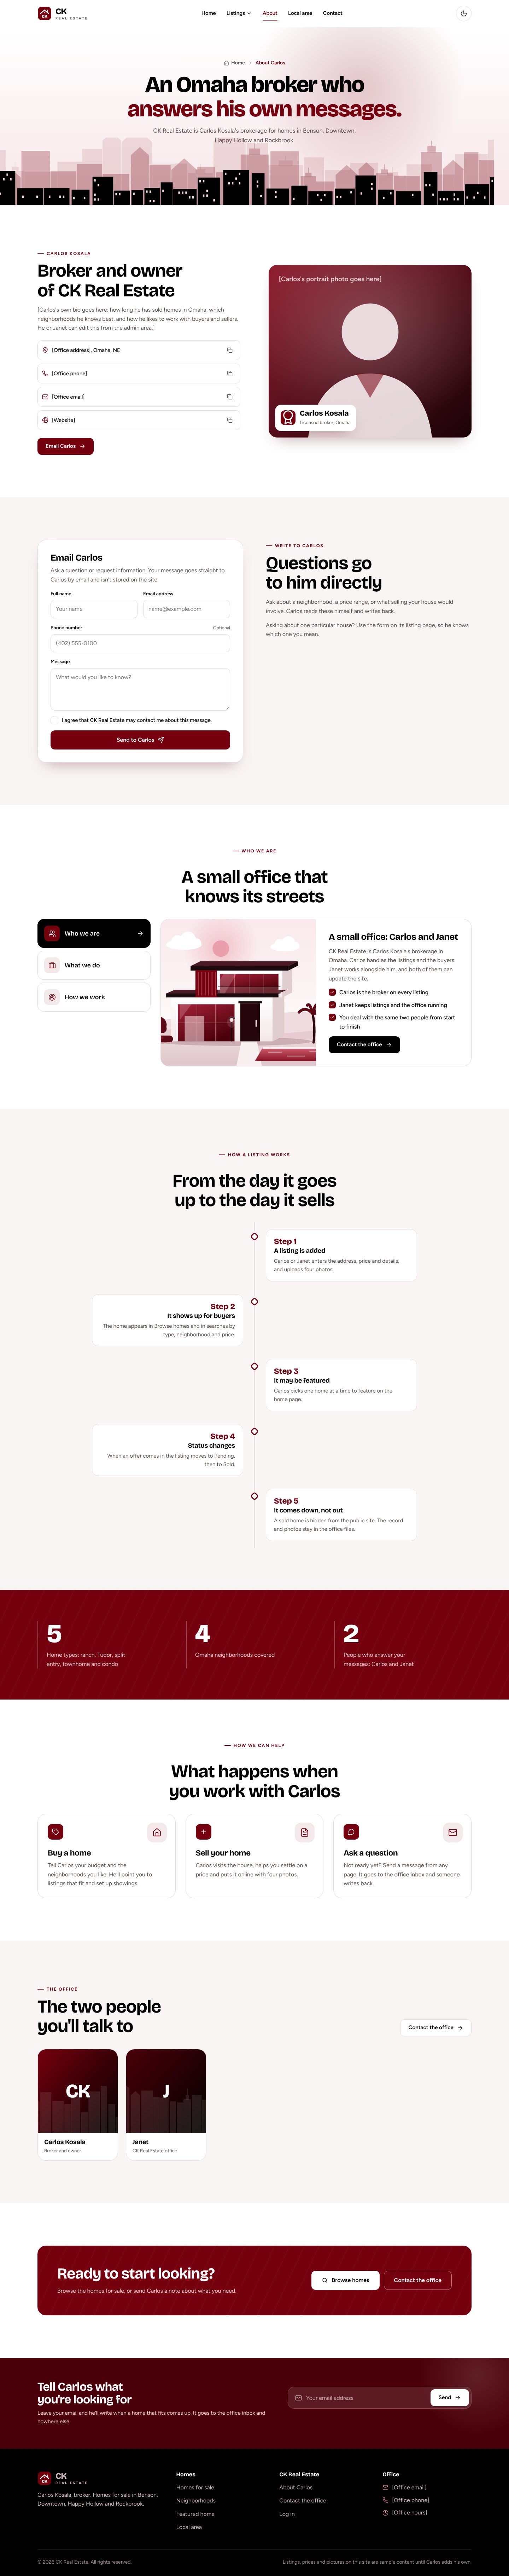 CK
CK
REAL ESTATE
Home
Listings
About
Local area
Contact
Home
About Carlos
An Omaha broker who
answers his own messages.
CK Real Estate is Carlos Kosala's brokerage for homes in Benson, Downtown,
Happy Hollow and Rockbrook.
CARLOS KOSALA
Broker and owner
of CK Real Estate
[Carlos's own bio goes here: how long he has sold homes in Omaha, which
neighborhoods he knows best, and how he likes to work with buyers and sellers.
He or Janet can edit this from the admin area.]
[Office address], Omaha, NE
[Office phone]
[Office email]
[Website]
Email Carlos
[Carlos's portrait photo goes here]
Carlos Kosala
Licensed broker, Omaha
Email Carlos
Ask a question or request information. Your message goes straight to
Carlos by email and isn't stored on the site.
Full name
Email address
Your name
name@example.com
Phone number
Optional
(402) 555-0100
Message
What would you like to know?
I agree that CK Real Estate may contact me about this message.
Send to Carlos
WRITE TO CARLOS
Questions go
to him directly
Ask about a neighborhood, a price range, or what selling your house would
involve. Carlos reads these himself and writes back.
Asking about one particular house? Use the form on its listing page, so he knows
which one you mean.
WHO WE ARE
A small office that
knows its streets
Who we are
What we do
How we work
A small office: Carlos and Janet
CK Real Estate is Carlos Kosala's brokerage in
Omaha. Carlos handles the listings and the buyers.
Janet works alongside him, and both of them can
update the site.
Carlos is the broker on every listing
Janet keeps listings and the office running
You deal with the same two people from start
to finish
Contact the office
HOW A LISTING WORKS
From the day it goes
up to the day it sells
Step 1
A listing is added
Carlos or Janet enters the address, price and details,
and uploads four photos.
Step 2
It shows up for buyers
The home appears in Browse homes and in searches by
type, neighborhood and price.
Step 3
It may be featured
Carlos picks one home at a time to feature on the
home page.
Step 4
Status changes
When an offer comes in the listing moves to Pending,
then to Sold.
Step 5
It comes down, not out
A sold home is hidden from the public site. The record
and photos stay in the office files.
5
Home types: ranch, Tudor, split-
entry, townhome and condo
4
Omaha neighborhoods covered
2
People who answer your
messages: Carlos and Janet
HOW WE CAN HELP
What happens when
you work with Carlos
Buy a home
Tell Carlos your budget and the
neighborhoods you like. He'll point you to
listings that fit and set up showings.
Sell your home
Carlos visits the house, helps you settle on a
price and puts it online with four photos.
Ask a question
Not ready yet? Send a message from any
page. It goes to the office inbox and someone
writes back.
THE OFFICE
The two people
you'll talk to
Contact the office
CK
Carlos Kosala
Broker and owner
J
Janet
CK Real Estate office
Ready to start looking?
Browse the homes for sale, or send Carlos a note about what you need.
Browse homes
Contact the office
Tell Carlos what
you're looking for
Leave your email and he'll write when a home that fits comes up. It goes to the office inbox and
nowhere else.
Your email address
Send
CK
CK
REAL ESTATE
Carlos Kosala, broker. Homes for sale in Benson,
Downtown, Happy Hollow and Rockbrook.
Homes
Homes for sale
Neighborhoods
Featured home
Local area
CK Real Estate
About Carlos
Contact the office
Log in
Office
[Office email]
[Office phone]
[Office hours]
© 2026 CK Real Estate. All rights reserved.
Listings, prices and pictures on this site are sample content until Carlos adds his own.